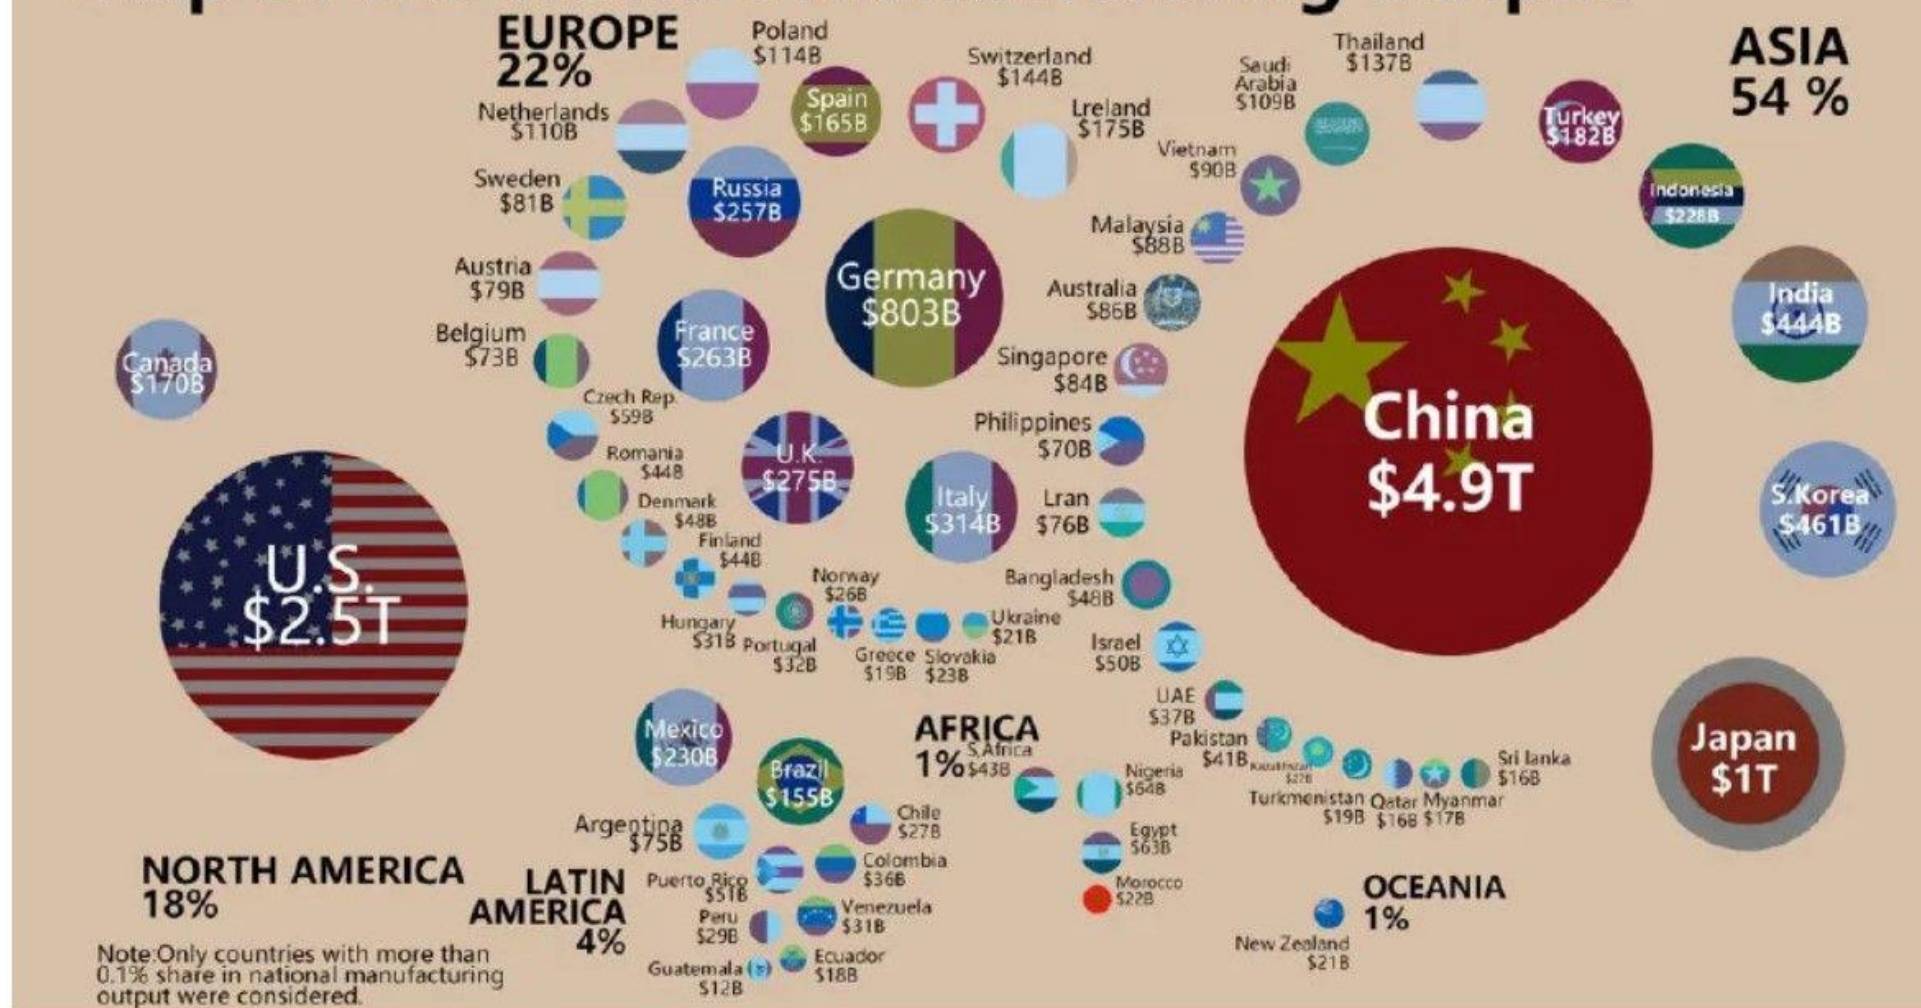 EUROPE
22%
Poland
$114B
Spain
$165B
Switzerland
$144B
Netherlands
$110B
Lreland
$175B
Sweden
$81B
Russia
$257B
Germany
$803B
Austria
$79B
France
$263B
Belgium
$73B
Czech Rep.
$59B
Romania
$44B
U.K.
$275B
Italy
$314B
Denmark
$48B
Finland
$44B
Hungary
$31B
Portugal
$32B
Norway
$26B
Greece
$19B
Slovakia
$23B
Ukraine
$21B
ASIA
54 %
Thailand
$137B
Saudi
Arabia
$109B
Turkey
$182B
Vietnam
$90B
Indonesia
$228B
Malaysia
$88B
Australia
$86B
India
$444B
Singapore
$84B
China
$4.9T
Philippines
$70B
Lran
$76B
S.Korea
$461B
Bangladesh
$48B
Israel
$50B
UAE
$37B
Pakistan
$41B
Turkmenistan
$19B
Qatar
$16B
Myanmar
$17B
Sri lanka
$16B
Japan
$1T
Canada
$170B
U.S.
$2.5T
NORTH AMERICA
18%
Mexico
$230B
Brazil
$155B
Argentina
$75B
Chile
$27B
Colombia
$36B
Puerto Rico
$51B
Peru
$29B
Venezuela
$31B
Ecuador
$18B
Guatemala
$12B
LATIN
AMERICA
4%
AFRICA
1%
S.Africa
$43B
Nigeria
$64B
Egypt
$63B
Morocco
$22B
OCEANIA
1%
New Zealand
$21B
Note:Only countries with more than
0.1% share in national manufacturing
output were considered.